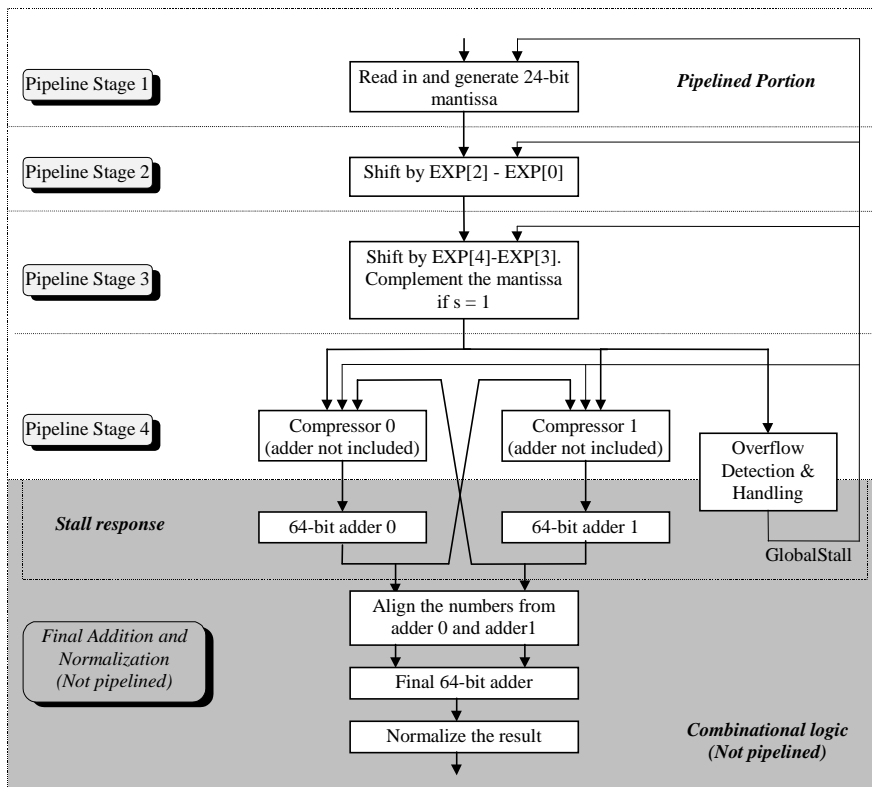 Pipeline Stage 1
Read in and generate 24-bit
mantissa
Pipelined Portion
Pipeline Stage 2
Shift by EXP[2] - EXP[0]
Pipeline Stage 3
Shift by EXP[4]-EXP[3].
Complement the mantissa
if s = 1
Pipeline Stage 4
Compressor 0
(adder not included)
Compressor 1
(adder not included)
Overflow
Detection &
Handling
Stall response
64-bit adder 0
64-bit adder 1
GlobalStall
Align the numbers from
adder 0 and adder1
Final Addition and
Normalization
(Not pipelined)
Final 64-bit adder
Normalize the result
Combinational logic
(Not pipelined)